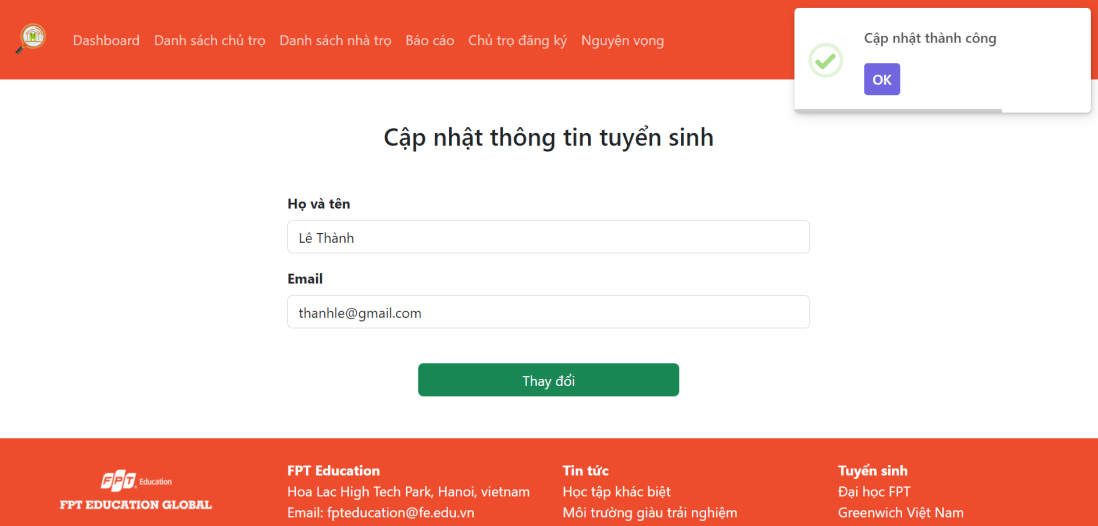 Dashboard Danh sách chủ trọ Danh sách nhà trọ Báo cáo Chủ trọ đăng ký Nguyện vọng
Cập nhật thành công
OK
Cập nhật thông tin tuyển sinh
Họ và tên
Lê Thành
Email
thanhle@gmail.com
Thay đổi
FPT Education
FPT EDUCATION GLOBAL
FPT Education
Hoa Lac High Tech Park, Hanoi, vietnam
Email: fpteducation@fe.edu.vn
Tin tức
Học tập khác biệt
Môi trường giàu trải nghiệm
Tuyển sinh
Đại học FPT
Greenwich Việt Nam